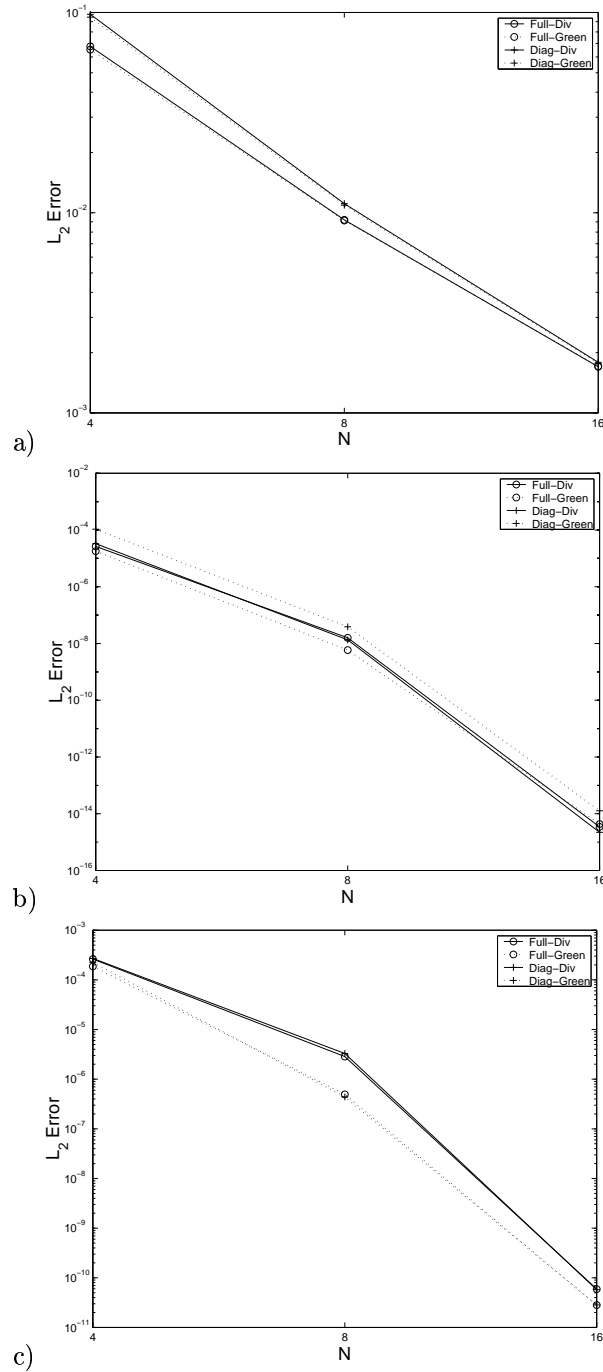 10⁻¹
Full−Div
Full−Green
Diag−Div
Diag−Green
10⁻²
L₂ Error
10⁻³
4
8
16
N
a)
10⁻²
Full−Div
Full−Green
Diag−Div
Diag−Green
10⁻⁴
10⁻⁶
10⁻⁸
L₂ Error
10⁻¹⁰
10⁻¹²
10⁻¹⁴
10⁻¹⁶
4
8
16
N
b)
10⁻³
Full−Div
Full−Green
Diag−Div
Diag−Green
10⁻⁴
10⁻⁵
10⁻⁶
L₂ Error
10⁻⁷
10⁻⁸
10⁻⁹
10⁻¹⁰
10⁻¹¹
4
8
16
N
c)